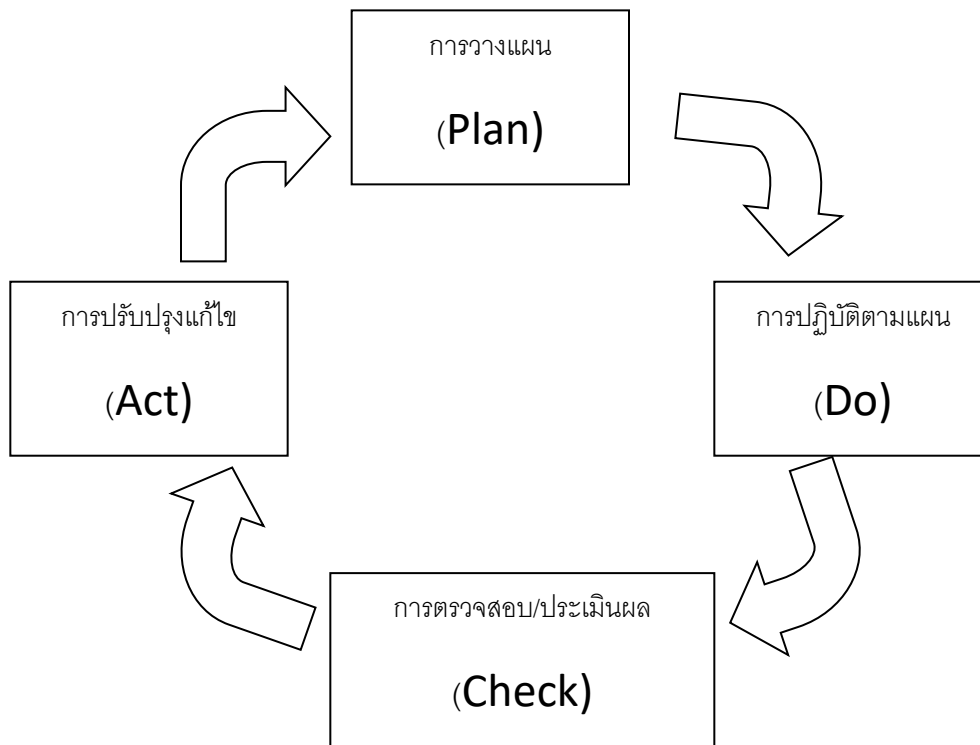 การวางแผน
(Plan)
การปรับปรุงแก้ไข
(Act)
การปฏิบัติตามแผน
(Do)
การตรวจสอบ/ประเมินผล
(Check)